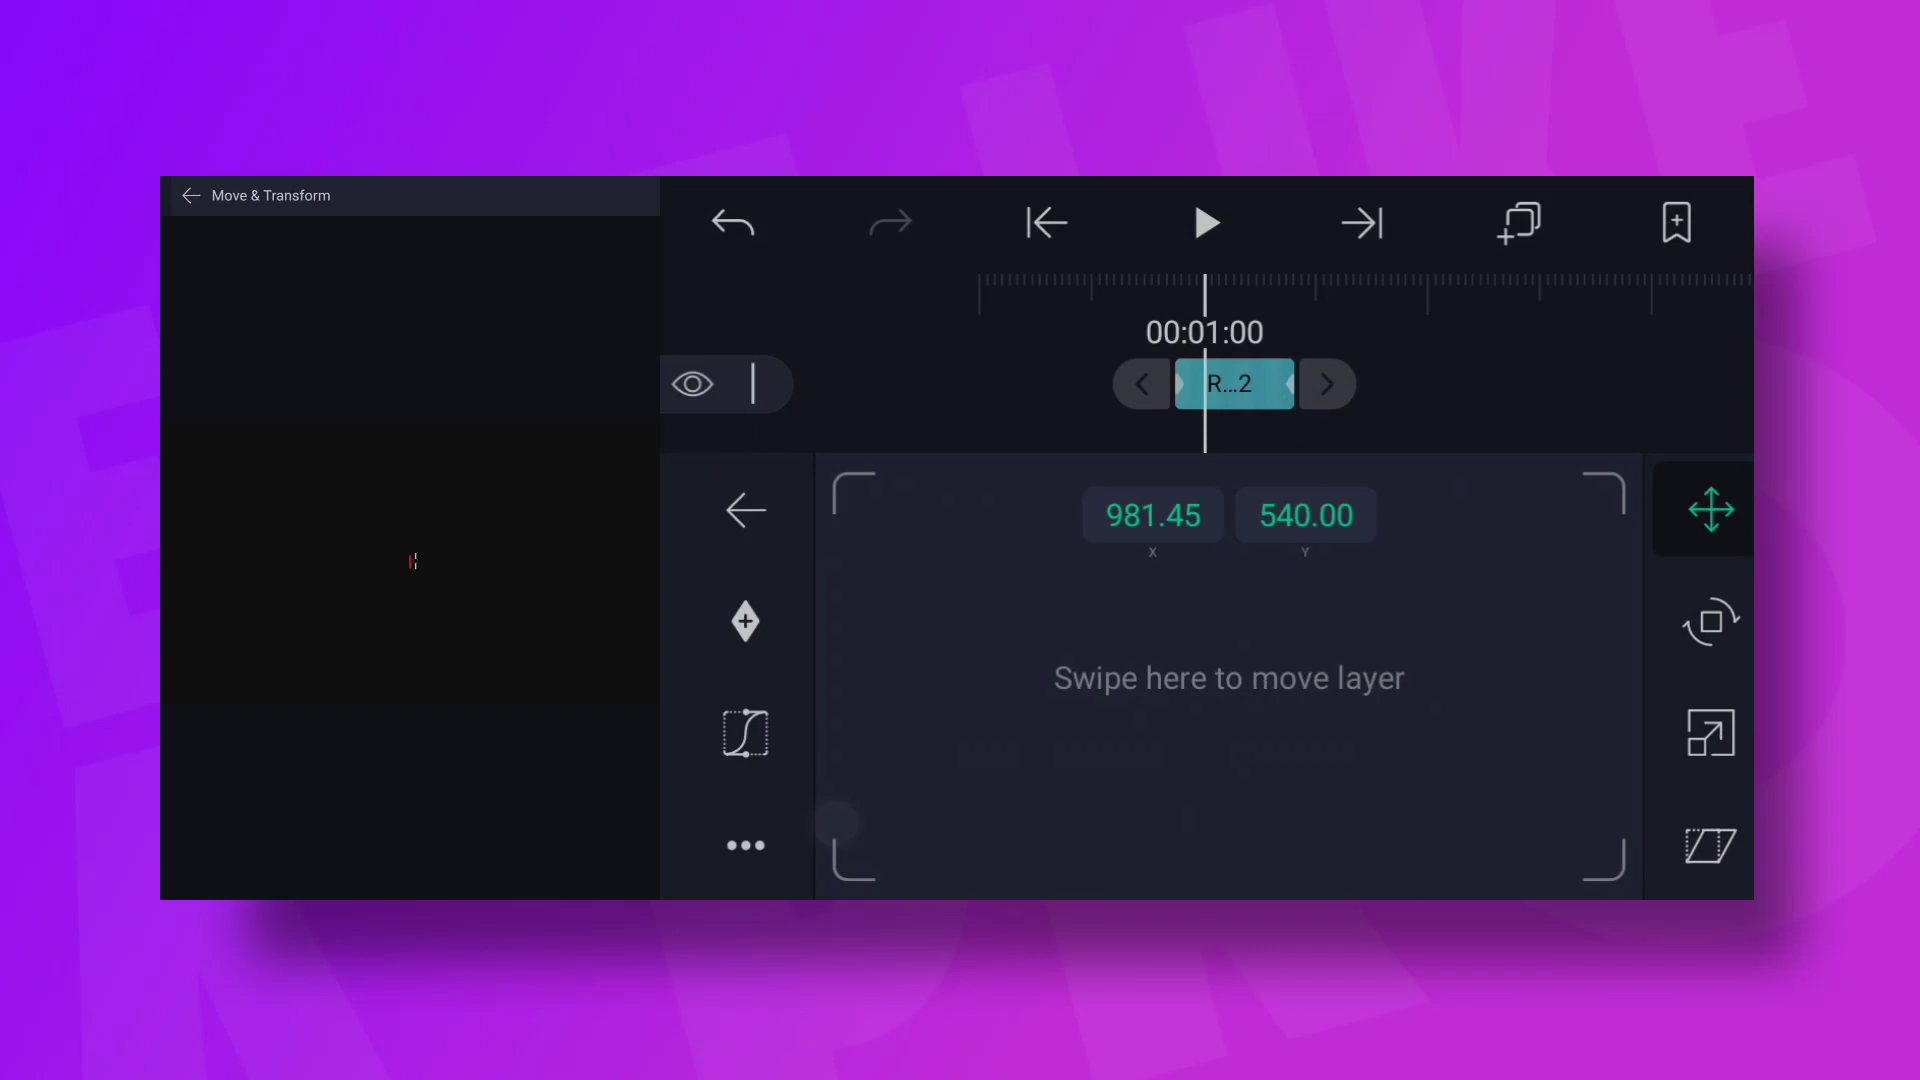 Move & Transform
00:01:00
R...2
981.45 540.00
X Y
Swipe here to move layer